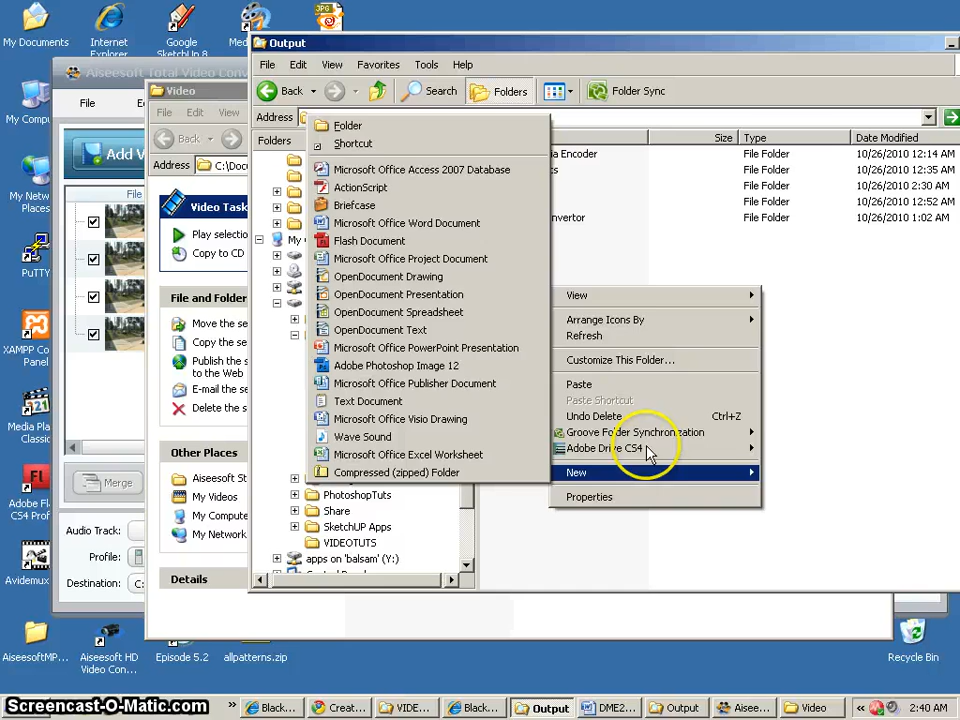 My Documents
Internet
Explorer
Google
SketchUp 8
JPG
My Compu
My Network
Places
PuTTY
XAMPP Co
Panel
Media Pla
Classic
Adobe Fl
CS4 Prof
Avidemux
AiseesoftMP...
Aiseesoft HD
Video Con...
Episode 5.2
allpatterns.zip
Recycle Bin
Aiseesoft Total Video Conv
File
Add V
File
Merge
Audio Track:
Profile:
Destination:
C:
Video
File
Edit
View
Back
Address
C:\Doc
Video Task
Play selectio
Copy to CD
File and Folder
Move the se
Copy the se
Publish the
to the Web
E-mail the se
Delete the s
Other Places
Aiseesoft St
My Videos
My Compute
My Network
Details
Output
File
Edit
View
Favorites
Tools
Help
Back
Search
Folders
Folder Sync
Address
Folders
Size
Type
Date Modified
ia Encoder
File Folder
10/26/2010 12:14 AM
ts
File Folder
10/26/2010 12:35 AM
File Folder
10/26/2010 2:30 AM
File Folder
10/26/2010 12:52 AM
nvertor
File Folder
10/26/2010 1:02 AM
My
PhotoshopTuts
Share
SketchUP Apps
VIDEOTUTS
apps on 'balsam' (Y:)
Folder
Shortcut
Microsoft Office Access 2007 Database
ActionScript
Briefcase
Microsoft Office Word Document
Flash Document
Microsoft Office Project Document
OpenDocument Drawing
OpenDocument Presentation
OpenDocument Spreadsheet
OpenDocument Text
Microsoft Office PowerPoint Presentation
Adobe Photoshop Image 12
Microsoft Office Publisher Document
Text Document
Microsoft Office Visio Drawing
Wave Sound
Microsoft Office Excel Worksheet
Compressed (zipped) Folder
View
Arrange Icons By
Refresh
Customize This Folder...
Paste
Paste Shortcut
Undo Delete
Ctrl+Z
Groove Folder Synchronization
Adobe Drive CS4
New
Properties
Screencast-O-Matic.com
»
Black...
Creat...
VIDE...
Black...
Output
DME2...
Output
Aisee...
Video
«
2:40 AM